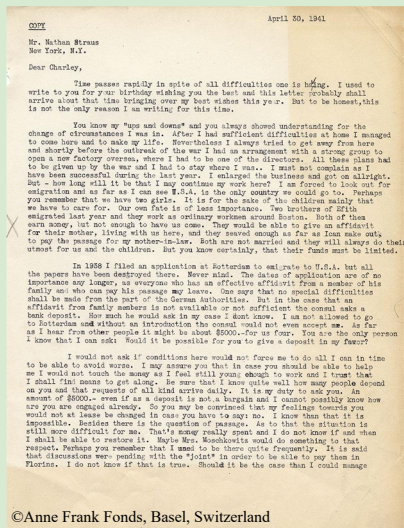 April 30, 1941
COPY
Mr. Nathan Straus
New York, N.Y.
Dear Charley,
Time passes rapidly in spite of all difficulties one is having. I used to
write to you for your birthday wishing you the best and this letter probably shall
arrive about that time bringing over my best wishes this year. But to be honest,this
is not the only reason I am writing for this time.
You know my "ups and downs" and you always showed understanding for the
change of circumstances I was in. After I had sufficient difficulties at home I managed
to come here and to make my life. Nevertheless I always tried to get away from here
and shortly before the outbreak of the war I had an arrangement with a strong group to
open a new factory oversea, where I had to be one of the directors. All these plans had
to be given up by the war and I had to stay where I was.. I must not complain as I
have been successful during the last year. I enlarged the business and got on allright.
But - how long will it be that I may continue my work here? I am forced to look out for
emigration and as far as I can see U.S.A. is the only country we could go to. Perhaps
you remember that we have two girls. It is for the sake of the children mainly that
we have to care for. Our own fate is of less importance. Two brothers of Edith
emigrated last year and they work as ordinary workmen around Boston. Both of them
earn money, but not enough to have us come. They would be able to give an affidavit
for their mother, living with us here, and they seaved enough as far as Ican make out
to pay the passage for my mother-in-law. Both are not married and they will always do their
utmost for us and the children. But you know certainly, that their funds must be limited.
In 1938 I filed an application at Rotterdam to emigrate to U.S.A. but all
the papers have been destroyed there. Never mind. The dates of application are of no
importance any longer, as everyone who has an effective affidavit from a member of his
family and who can pay his passage may leave. One says that no special difficulties
shall be made from the part of the German Authorities. But in the case that an
affidavit from family members is not available or not sufficient the consul asks a
bank deposit. How much he would ask in my case I dont know. I am not allowed to go
to Rotterdam and without an introduction the consul would not even accept me. As far
as I hear from other people it might be about $5000.-for us four. You are the only person
I know that I can ask: Would it be possible for you to give a deposit in my favor?
I would not ask if conditions here would not force me to do all I can in time
to be able to avoid worse. I may assure you that in case you should be able to help
me I would not touch the money as I feel still young enough to work and I trust that
I shall find means to get along. Be sure that I know quite well how many people depend
on you and that requests of all kind arrive daily. It is my duty to ask you. An
amount of $5000.- even if as a deposit is not.a bargain and I cannot possibly know how
are you engaged already. So you may be convinced that my feelings towards you
would not at lease be changed in case you have to say: no. I know than that it is
impossible. Besides there is the question of passage. As to that the situation is
still more difficult for me. That's money really spent and I do not know if and when
I shall be able to restore it. Maybe Mrs. Moschkowitz would do something to that
respect. Perhaps you remember that I used to be there quite frequently. It is said
that discussions were pending with the "joint" in order to be able to pay them in
Florins. I do not know if that is true. Should it be the case than I could manage
©Anne Frank Fonds, Basel, Switzerland